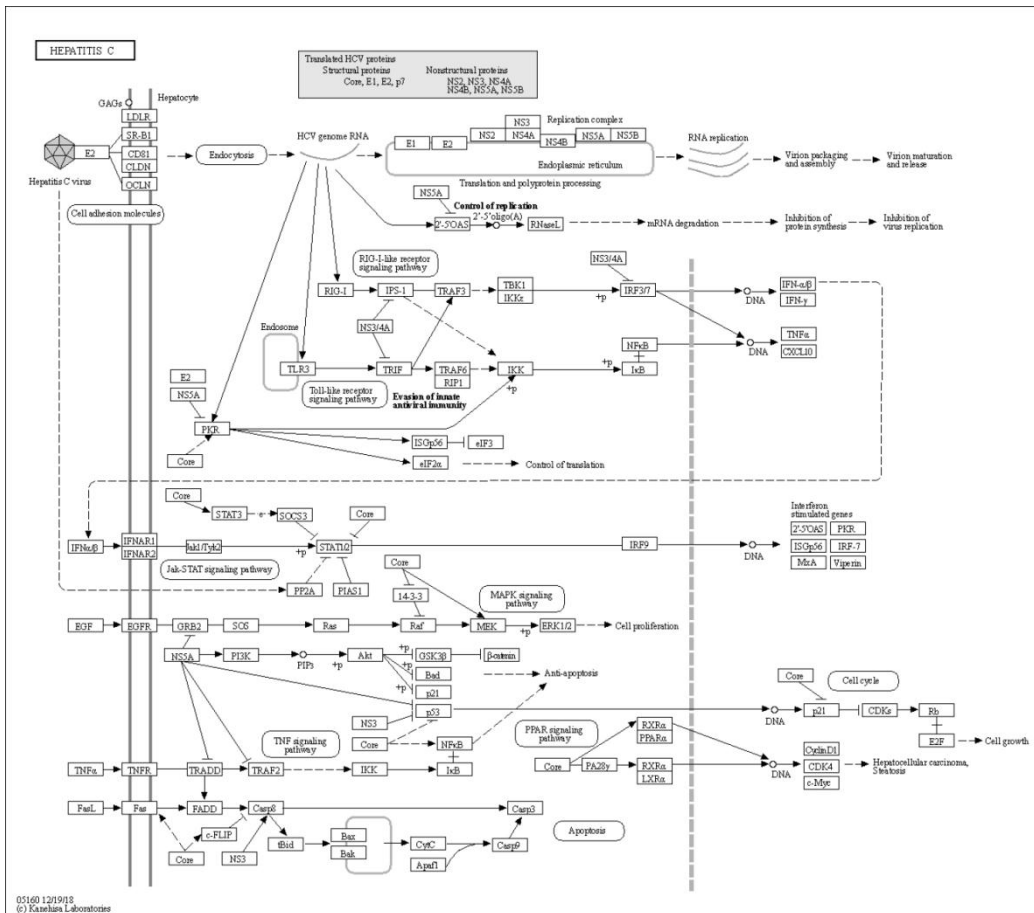 HEPATITIS C
Translated HCV proteins
Structural proteins
Core, E1, E2, p7
Nonstructural proteins
NS2, NS3, NS4A
NS4B, NS5A, NS5B
GAGs
Hepatocyte
LDLR
SR-B1
CD81
CLDN
OCLN
E2
Hepatitis C virus
Cell adhesion molecules
Endocytosis
HCV genome RNA
E1
E2
NS2
NS3
NS4A
NS4B
NS5A
NS5B
Replication complex
Endoplasmic reticulum
Translation and polyprotein processing
RNA replication
Virion packaging
and assembly
Virion maturation
and release
NS5A
Control of replication
2'-5'OAS
2'-5'oligo(A)
RNaseL
mRNA degradation
Inhibition of
protein synthesis
Inhibition of
virus replication
RIG-I-like receptor
signaling pathway
NS3/4A
RIG-I
IPS-1
TRAF3
TBK1
IKKε
+p
IRF3/7
DNA
IFN-α/β
IFN-γ
NS3/4A
Endosome
TLR3
TRIF
TRAF6
RIP1
IKK
+p
+p
NFκB
IκB
DNA
TNFα
CXCL10
Toll-like receptor
signaling pathway
Evasion of innate
antiviral immunity
E2
NS5A
PKR
Core
ISGp56
eIF3
eIF2α
Control of translation
Core
STAT3
e
SOCS3
Core
IFNα/β
IFNAR1
IFNAR2
Jak1/Tyk2
+p
STAT1/2
IRF9
DNA
Interferon
stimulated genes
2'-5'OAS
PKR
ISGp56
IRF-7
MxA
Viperin
Jak-STAT signaling pathway
PP2A
PIAS1
Core
14-3-3
MAPK signaling
pathway
EGF
EGFR
GRB2
SOS
Ras
Raf
MEK
+p
ERK1/2
Cell proliferation
NS5A
PI3K
PIP3
+p
Akt
+p
+p
+p
GSK3β
β-catenin
Bad
p21
p53
Anti-apoptosis
NS3
Core
NFκB
IκB
TNF signaling
pathway
TNFα
TNFR
TRADD
TRAF2
IKK
PPAR signaling
pathway
Core
PA28γ
RXRα
PPARα
RXRα
LXRα
DNA
CyclinD1
CDK4
c-Myc
Hepatocellular carcinoma,
Steatosis
Core
Cell cycle
DNA
p21
CDKs
Rb
E2F
Cell growth
FasL
Fas
FADD
Casp8
Casp3
c-FLIP
Core
NS3
tBid
Bax
Bak
CytC
Apaf1
Casp9
Apoptosis
05160 12/19/18
(c) Kanehisa Laboratories